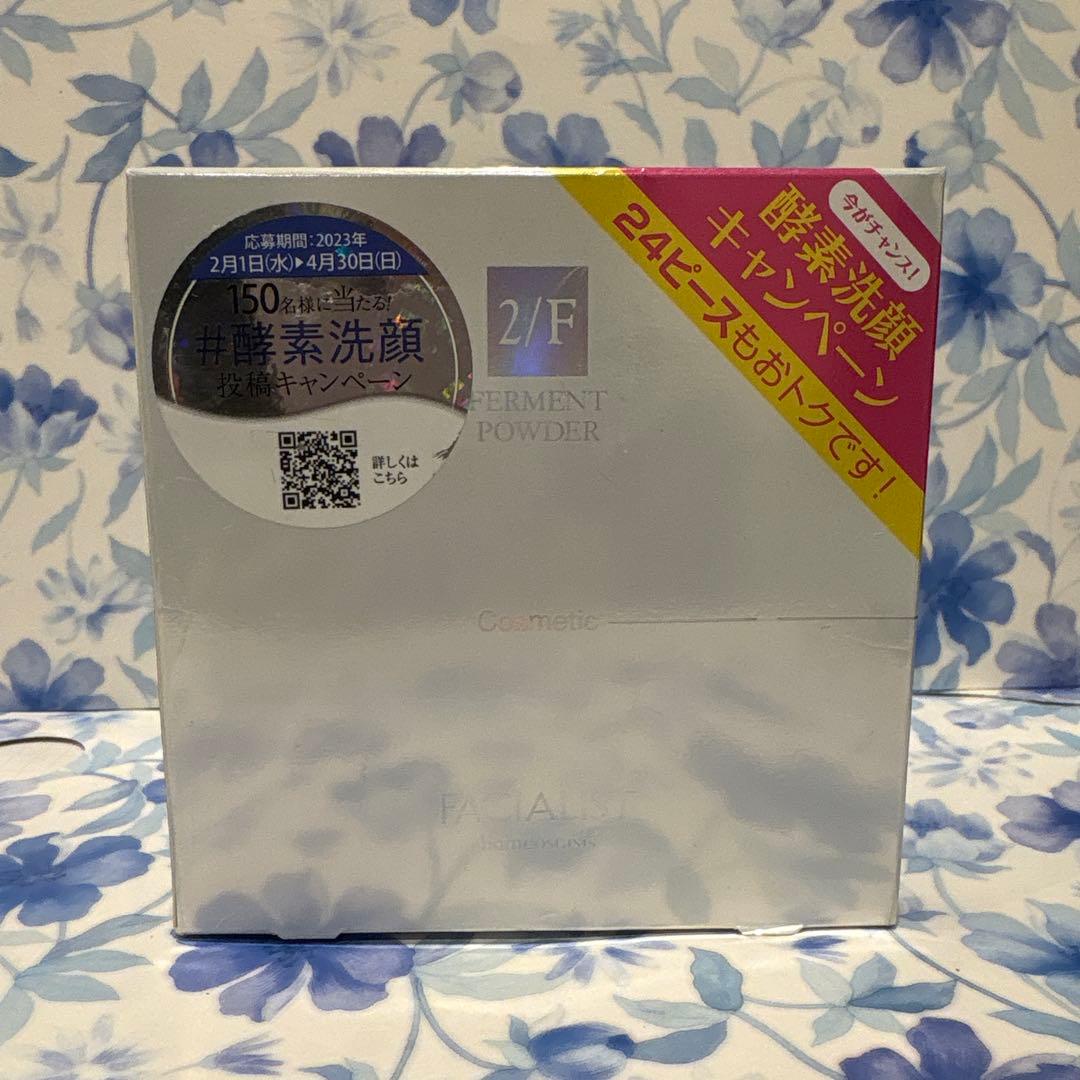 応募期間:2023年
2月1日(水)▶4月30日(日)
150名様に当たる!
#酵素洗顔
投稿キャンペーン
詳しくは
こちら
2/F
FERMENT
POWDER
今がチャンス!
酵素洗顔
キャンペーン
24ピースもおトクです!
Cosmetic
FACIALIST
homeostasis